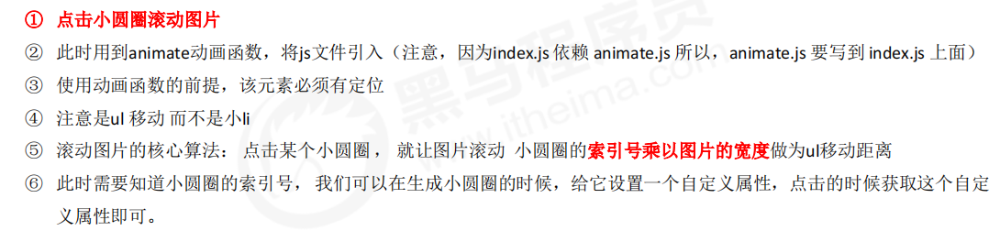 ① 点击小圆圈滚动图片
② 此时用到animate动画函数，将js文件引入（注意，因为index.js 依赖 animate.js 所以，animate.js 要写到 index.js 上面）
③ 使用动画函数的前提，该元素必须有定位
④ 注意是ul 移动 而不是小li
⑤ 滚动图片的核心算法： 点击某个小圆圈 ， 就让图片滚动 小圆圈的索引号乘以图片的宽度做为ul移动距离
⑥ 此时需要知道小圆圈的索引号， 我们可以在生成小圆圈的时候，给它设置一个自定义属性，点击的时候获取这个自定
义属性即可。
黑马程序员
www.itheima.com